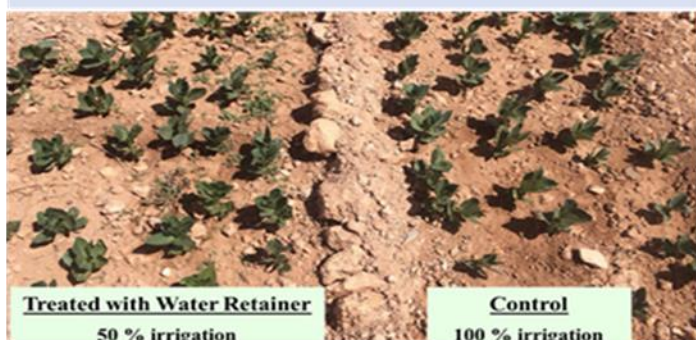 Treated with Water Retainer
50 % irrigation
Control
100 % irrigation